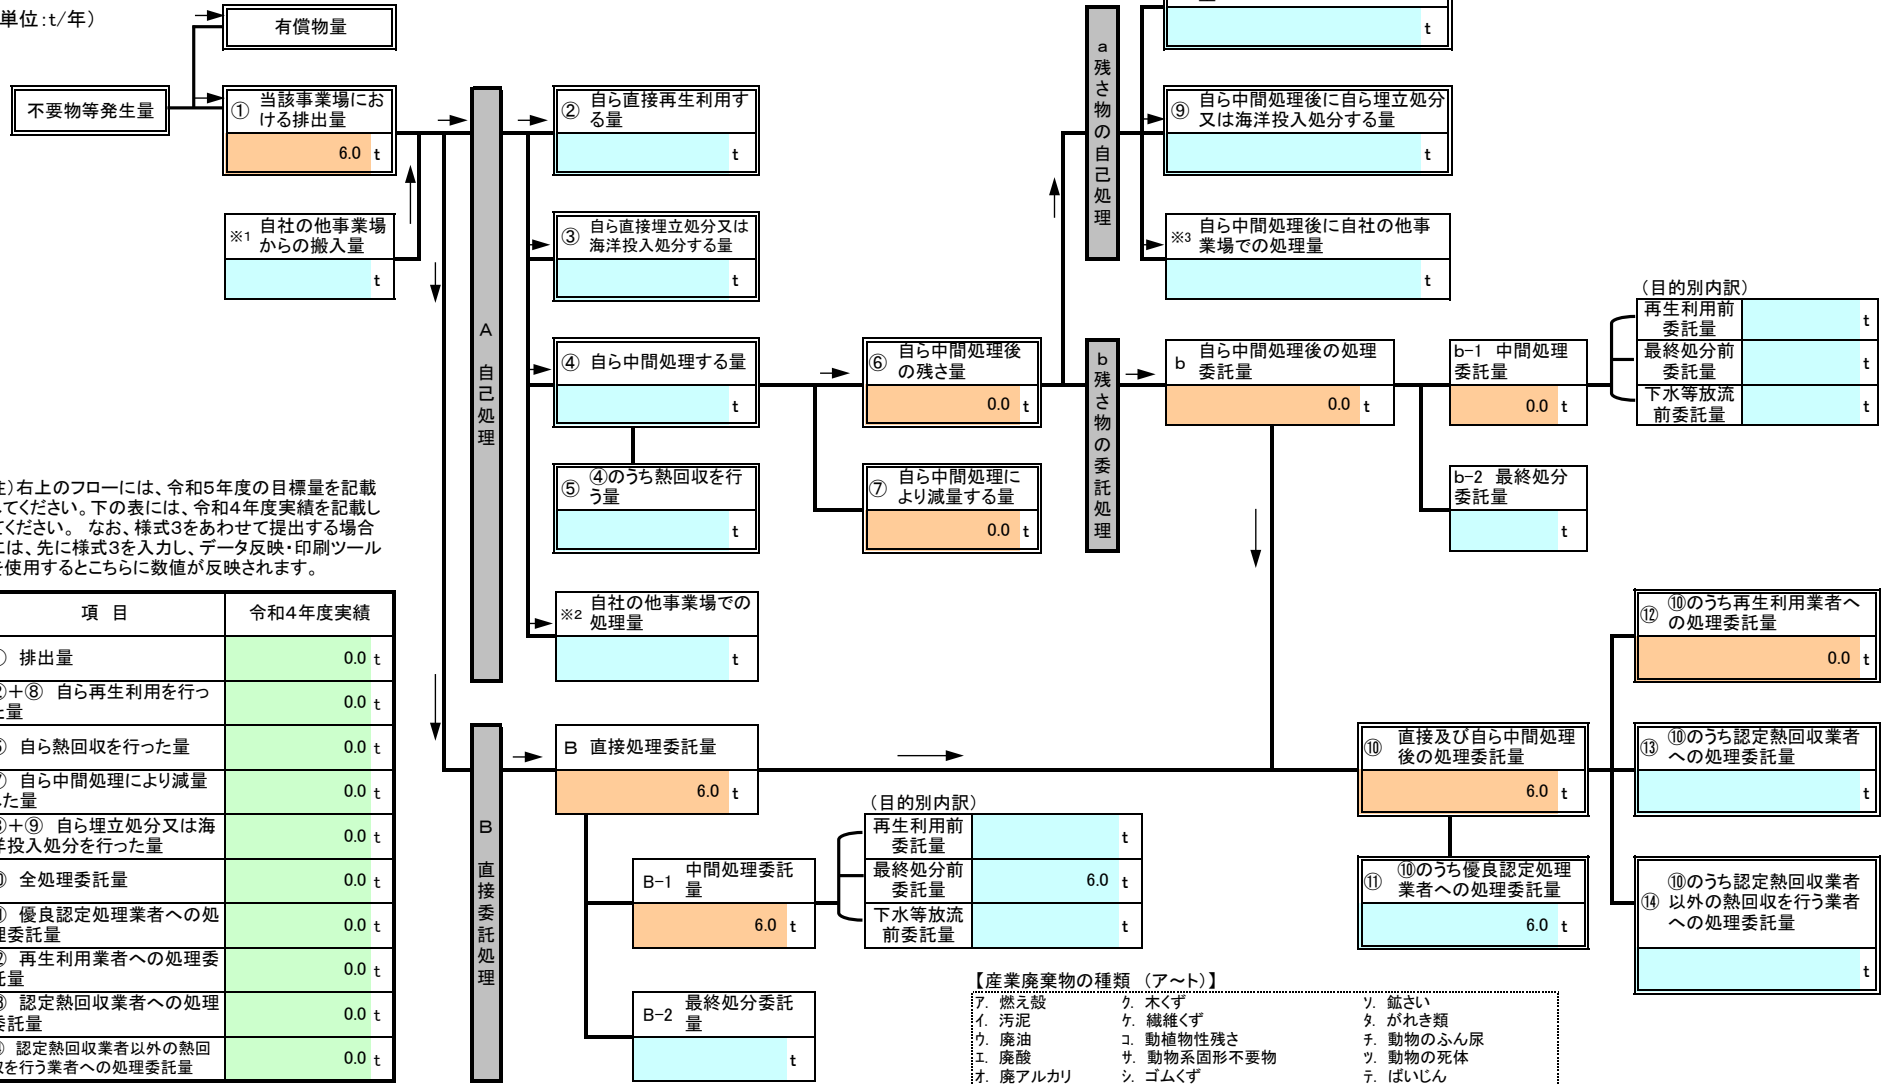 単位:t/年)
有償物量
不要物等発生量
① 当該事業場にお
ける排出量
6.0 t
※1 自社の他事業場
からの搬入量
t
A 自己処理
② 自ら直接再生利用す
る量
t
③ 自ら直接埋立処分又は
海洋投入処分する量
t
④ 自ら中間処理する量
t
⑤ ④のうち熱回収を行
う量
t
※2 自社の他事業場での
処理量
t
⑥ 自ら中間処理後
の残さ量
0.0 t
⑦ 自ら中間処理に
より減量する量
0.0 t
a 残さ物の自己処理
t
⑨ 自ら中間処理後に自ら埋立処分
又は海洋投入処分する量
t
※3 自ら中間処理後に自社の他事
業場での処理量
t
b 残さ物の委託処理
b 自ら中間処理後の処理
委託量
0.0 t
b-1 中間処理
委託量
0.0 t
b-2 最終処分
委託量
t
(目的別内訳)
再生利用前
委託量
t
最終処分前
委託量
t
下水等放流
前委託量
t
注)右上のフローには、令和5年度の目標量を記載
してください。下の表には、令和4年度実績を記載し
てください。 なお、様式3をあわせて提出する場合
には、先に様式3を入力し、データ反映・印刷ツール
を使用するとこちらに数値が反映されます。
項 目 令和4年度実績
排出量 0.0 t
②+⑧ 自ら再生利用を行っ
た量 0.0 t
自ら熱回収を行った量 0.0 t
自ら中間処理により減量
した量 0.0 t
③+⑨ 自ら埋立処分又は海
洋投入処分を行った量 0.0 t
全処理委託量 0.0 t
優良認定処理業者への処
理委託量 0.0 t
再生利用業者への処理委
託量 0.0 t
認定熱回収業者への処理
委託量 0.0 t
認定熱回収業者以外の熱回
収を行う業者への処理委託量 0.0 t
B 直接委託処理
B 直接処理委託量
6.0 t
B-1 中間処理委託
量
6.0 t
B-2 最終処分委託
量
t
(目的別内訳)
再生利用前
委託量
t
最終処分前
委託量
6.0 t
下水等放流
前委託量
t
⑩ 直接及び自ら中間処理
後の処理委託量
6.0 t
⑪ ⑩のうち優良認定処理
業者への処理委託量
6.0 t
⑫ ⑩のうち再生利用業者へ
の処理委託量
0.0 t
⑬ ⑩のうち認定熱回収業者
への処理委託量
t
⑭ ⑩のうち認定熱回収業者
以外の熱回収を行う業者
への処理委託量
t
【産業廃棄物の種類 (ア~ト)】
ア. 燃え殻 ク. 木くず ソ. 鉱さい
イ. 汚泥 ケ. 繊維くず タ. がれき類
ウ. 廃油 コ. 動植物性残さ チ. 動物のふん尿
エ. 廃酸 サ. 動物系固形不要物 ツ. 動物の死体
オ. 廃アルカリ シ. ゴムくず テ. ばいじん